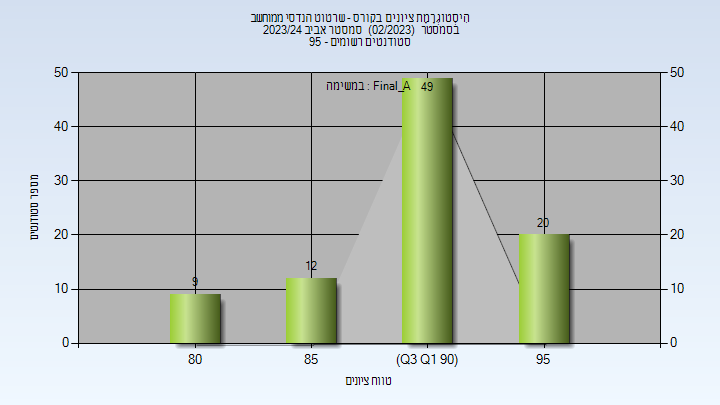 היסטוגרמת ציונים בקורס - שרטוט הנדסי ממוחשב
בסמסטר (02/2023) סמסטר אביב 2023/24
סטודנטים רשומים - 95
במשימה : Final_A
50
40
30
20
10
0
50
40
30
20
10
0
מספר סטודנטים
9
12
49
20
80
85
(Q3 Q1 90)
95
טווח ציונים